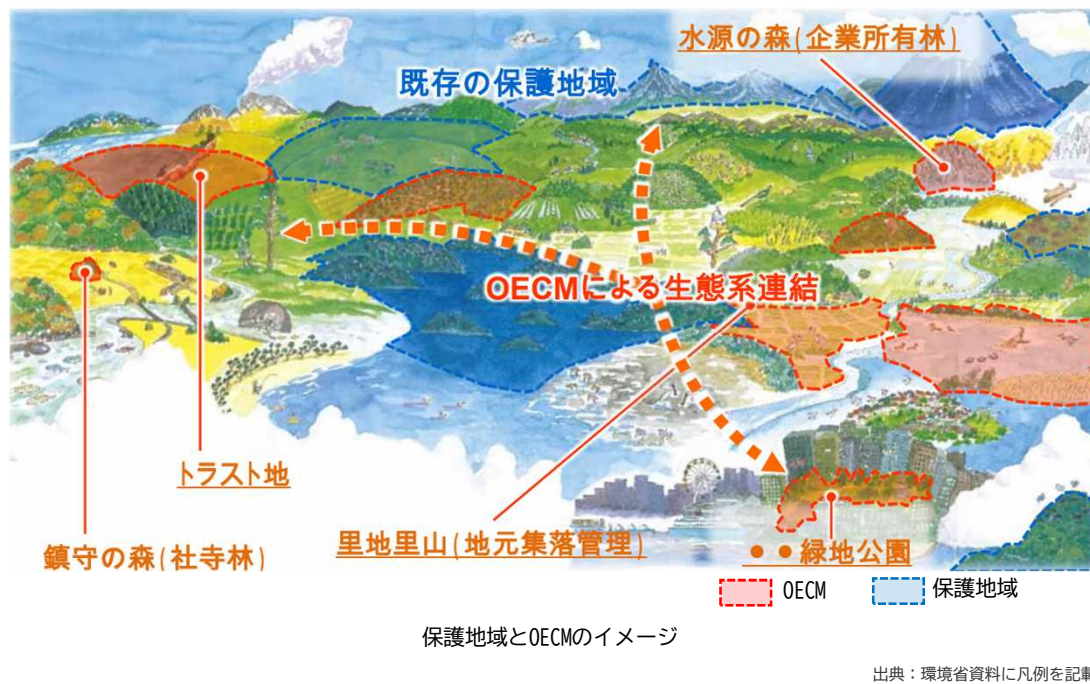 水源の森(企業所有林)
既存の保護地域
OECMによる生態系連結
トラスト地
鎮守の森(社寺林)
里地里山(地元集落管理)
●●緑地公園
OECM
保護地域
保護地域とOECMのイメージ
出典：環境省資料に凡例を記載